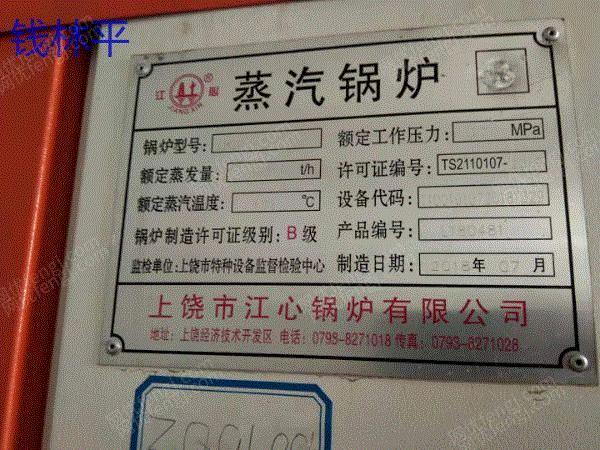 钱楼平
江 眼
JIANGXIN
蒸汽锅炉
锅炉型号:
额定蒸发量: t/h
额定蒸汽温度: ℃
锅炉制造许可证级别: B 级
监检单位:上饶市特种设备监督检验中心
额定工作压力: MPa
许可证编号: TS2110107-
设备代码:
产品编号: LT80481
制造日期: 2018 年 07 月
上饶市江心锅炉有限公司
地址: 上饶经济技术开发区 电话: 0793-8271018 传真: 0793-8271028